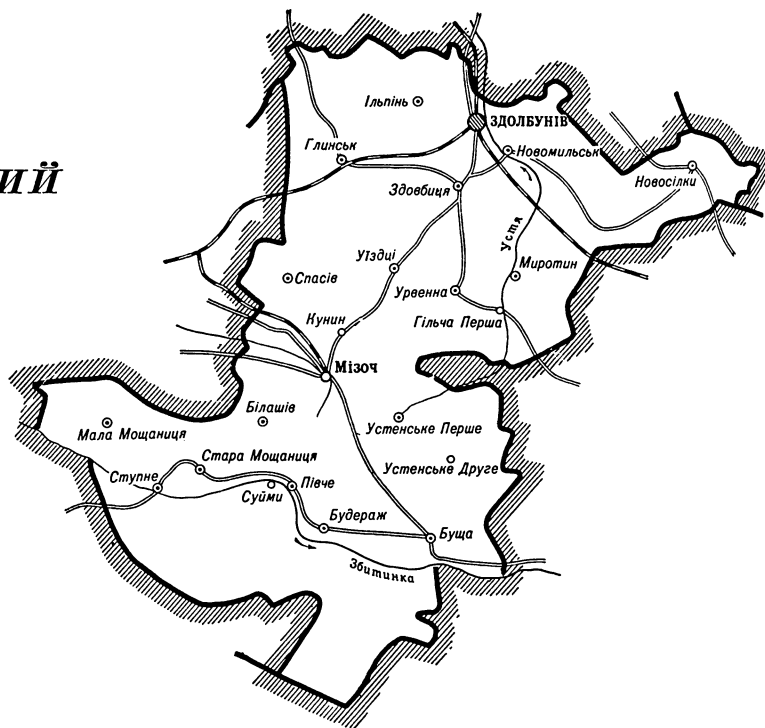 Ільпінь
ЗДОЛБУНІВ
ИЙ
Глинськ
Новомильськ
Здовбиця
Новосілки
Устя
Уїздці
Спасів
Миротин
Урвенна
Кунин
Гільча Перша
Мізоч
Білашів
Мала Мощаниця
Устенське Перше
Стара Мощаниця
Устенське Друге
Ступне
Півче
Суйми
Будераж
Буща
Збитинка